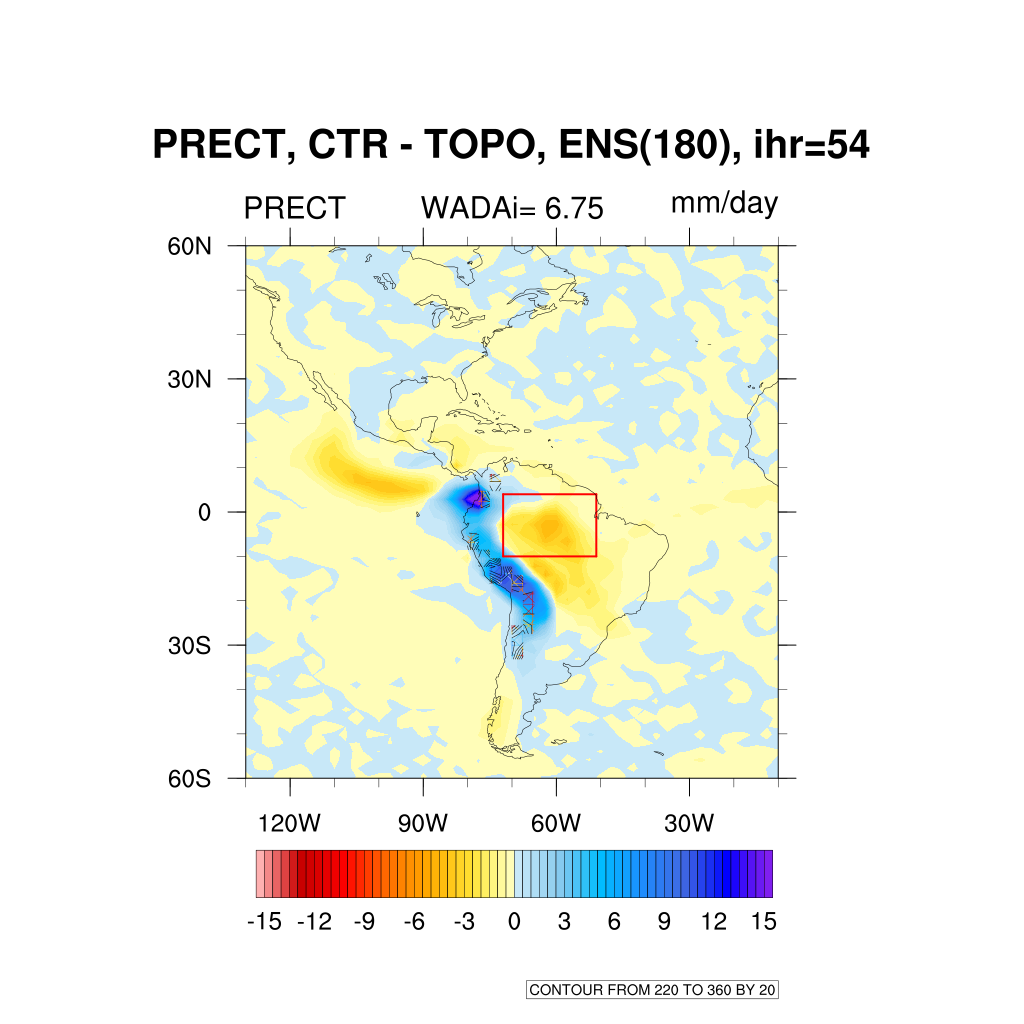 PRECT, CTR - TOPO, ENS(180), ihr=54
PRECT WADAi= 6.75 mm/day
60N
30N
0
30S
60S
120W 90W 60W 30W
-15 -12 -9 -6 -3 0 3 6 9 12 15
CONTOUR FROM 220 TO 360 BY 20